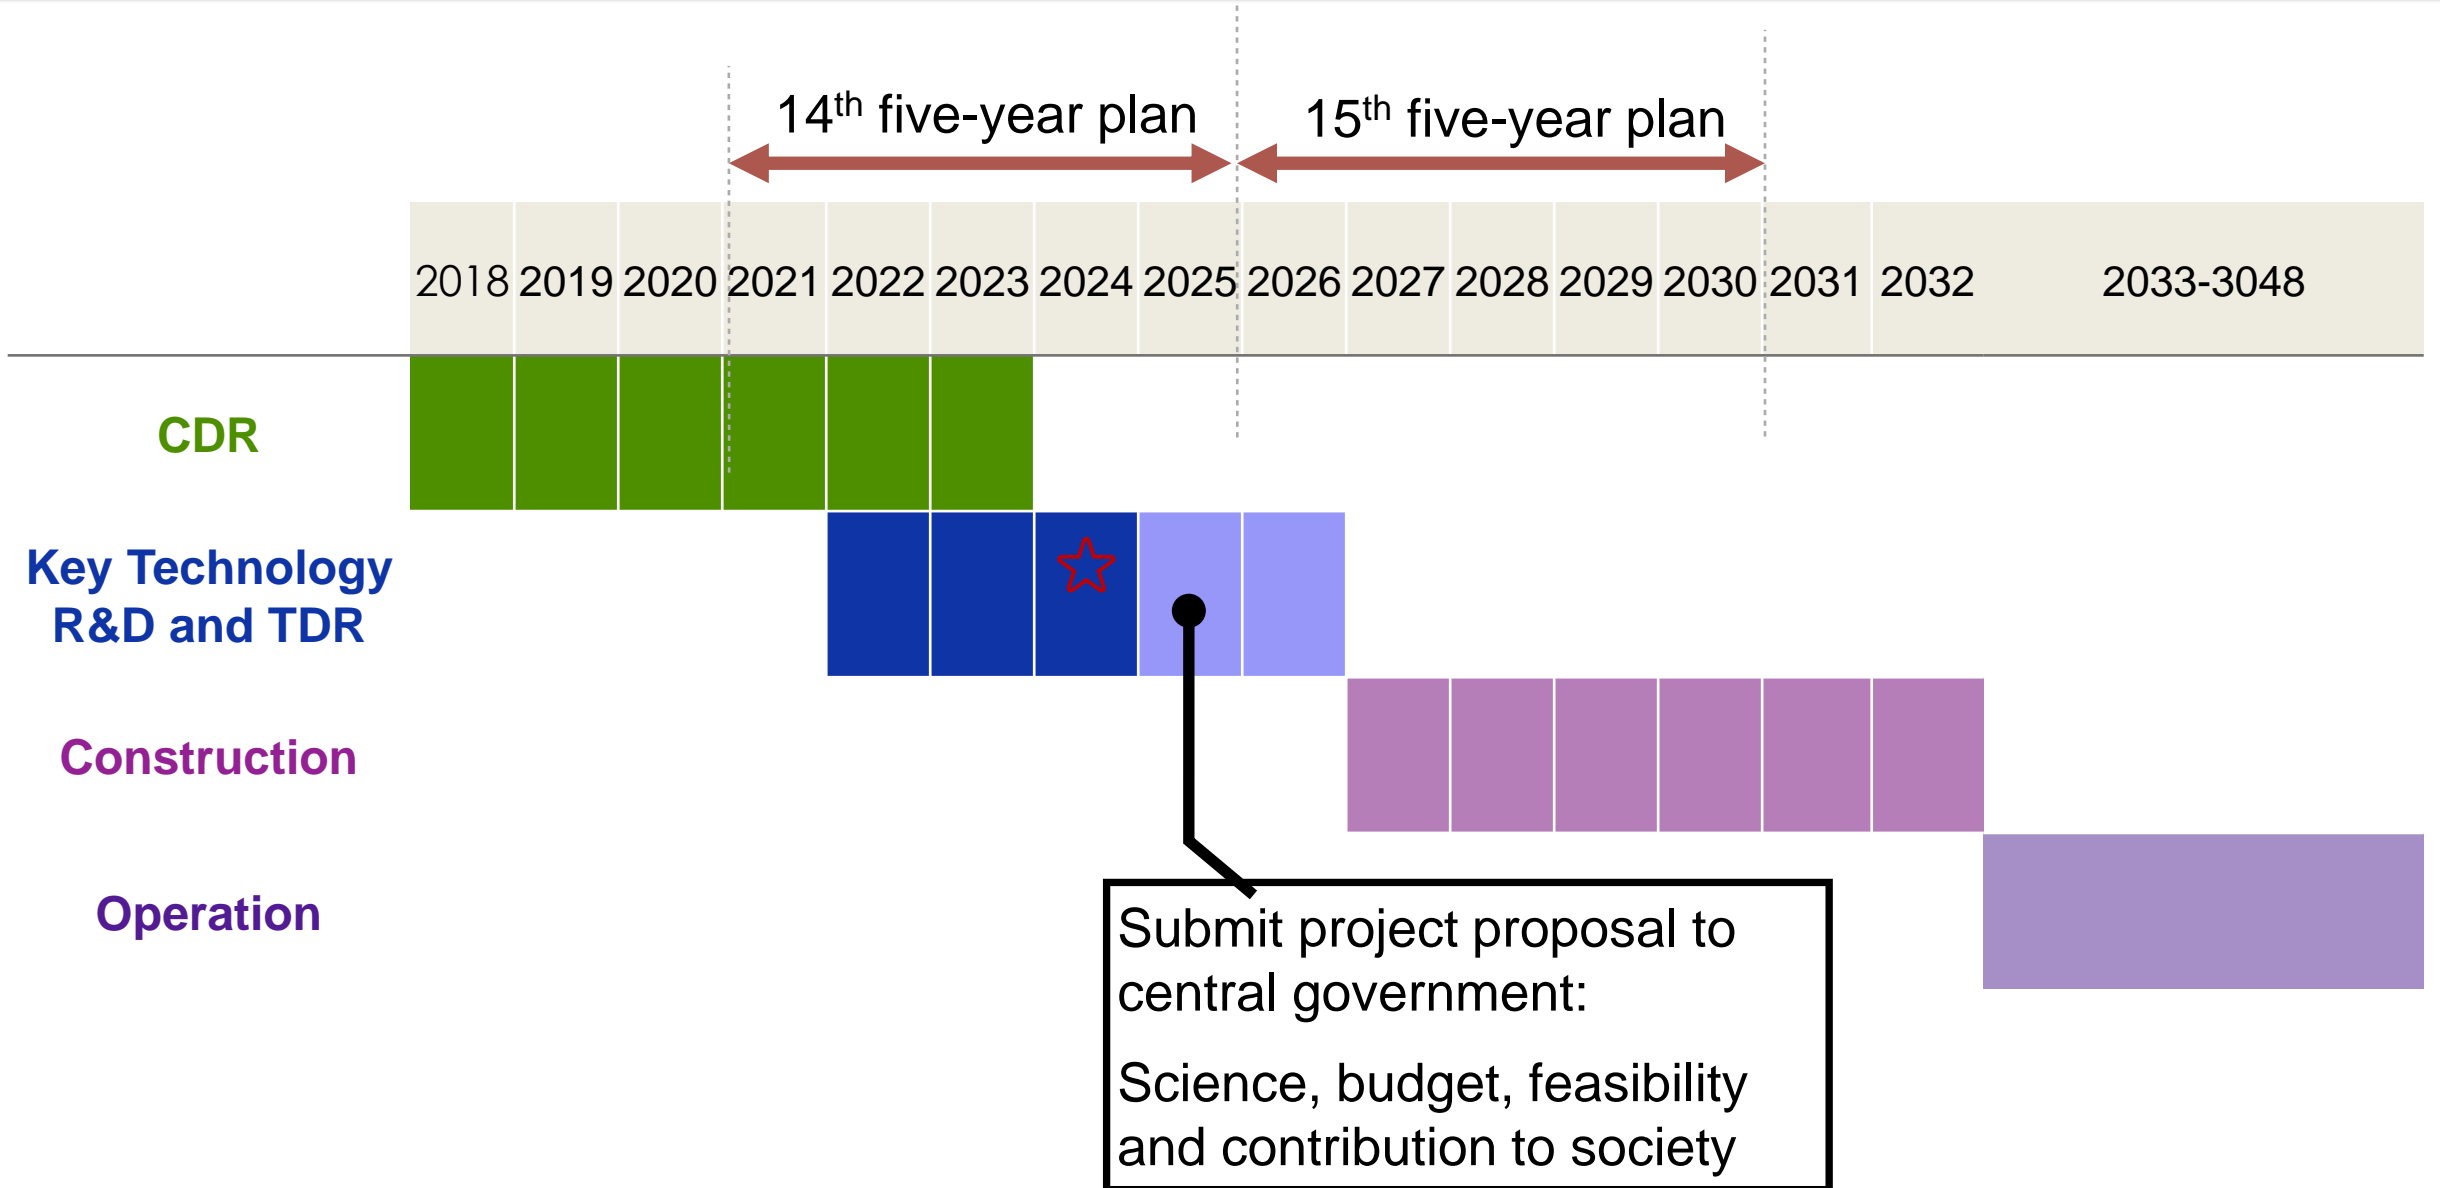 14th five-year plan
15th five-year plan
2018 2019 2020 2021 2022 2023 2024 2025 2026 2027 2028 2029 2030 2031 2032 2033-3048
CDR
Key Technology
R&D and TDR
Construction
Operation
Submit project proposal to
central government:
Science, budget, feasibility
and contribution to society